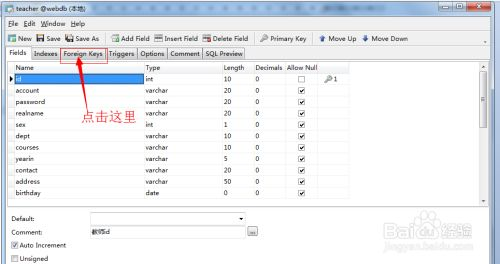 teacher @webdb (本地)
File Edit Window Help
New Save Save As Add Field Insert Field Delete Field Primary Key Move Up Move Down
Fields Indexes Foreign Keys Triggers Options Comment SQL Preview
Name Type Length Decimals Allow Null
id int 10 0 1
account varchar 20 0
password varchar 20 0
realname varchar 20 0
sex int 1 0
dept varchar 10 0
courses varchar 10 0
yearin varchar 5 0
contact varchar 20 0
address varchar 50 0
birthday date 0 0
点击这里
Default:
Comment: 教师id
Auto Increment
Unsigned
Baidu 经验
jingyan.baidu.com